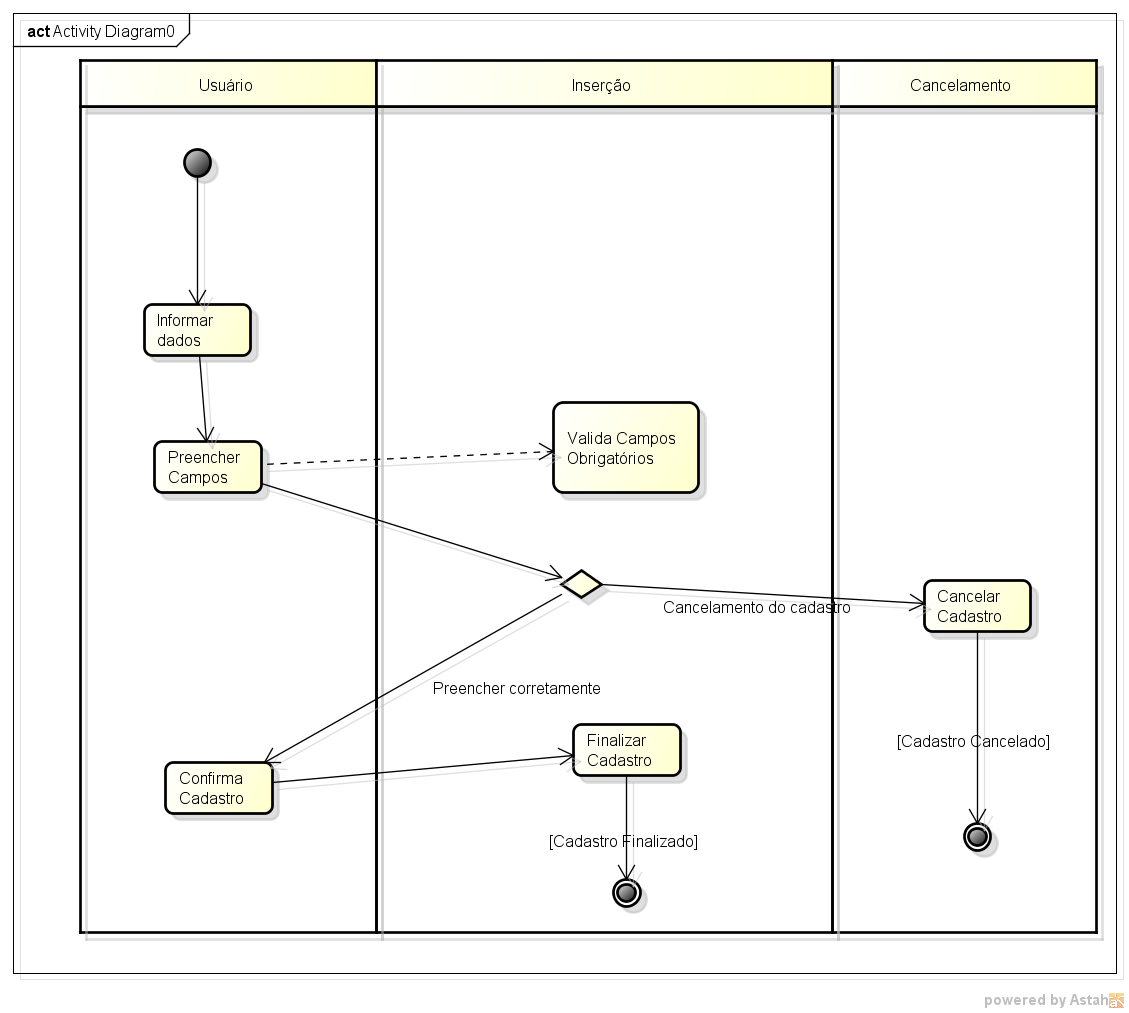 act Activity Diagram0
Usuário
Inserção
Cancelamento
Informar
dados
Preencher
Campos
Valida Campos
Obrigatórios
Cancelar
Cadastro
Cancelamento do cadastro
Preencher corretamente
Finalizar
Cadastro
[Cadastro Cancelado]
Confirma
Cadastro
[Cadastro Finalizado]
powered by Astah